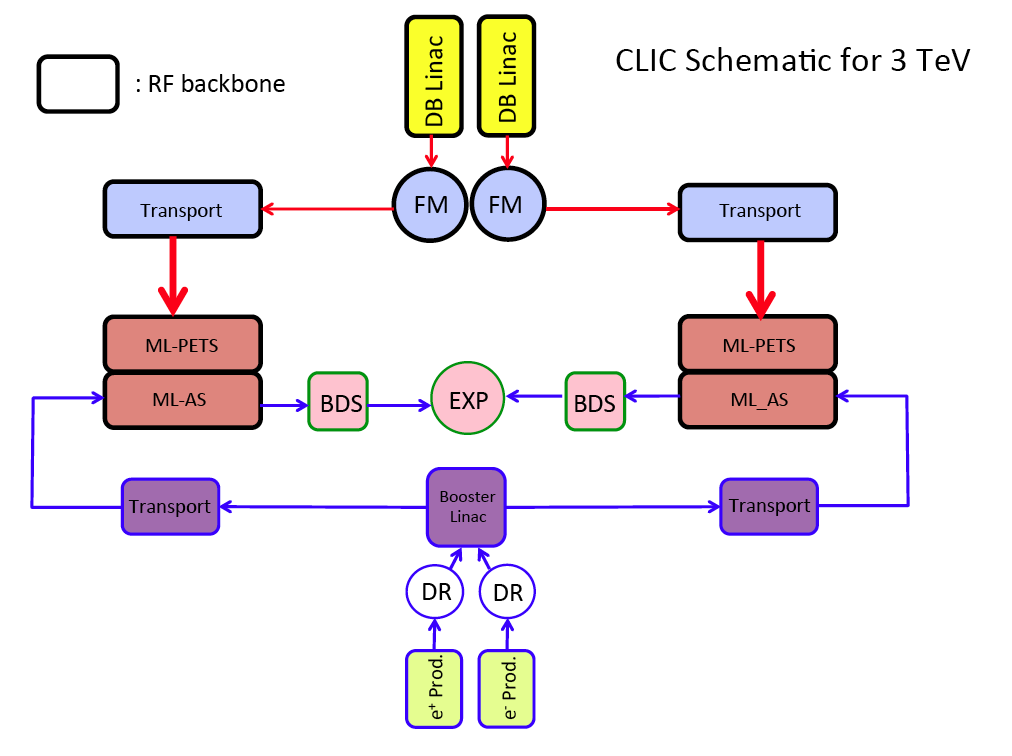 CLIC Schematic for 3 TeV
: RF backbone
DB Linac
DB Linac
FM
FM
Transport
Transport
ML-PETS
ML-PETS
ML-AS
BDS
EXP
BDS
ML_AS
Transport
Booster
Linac
Transport
DR
DR
e⁺ Prod.
e⁻ Prod.